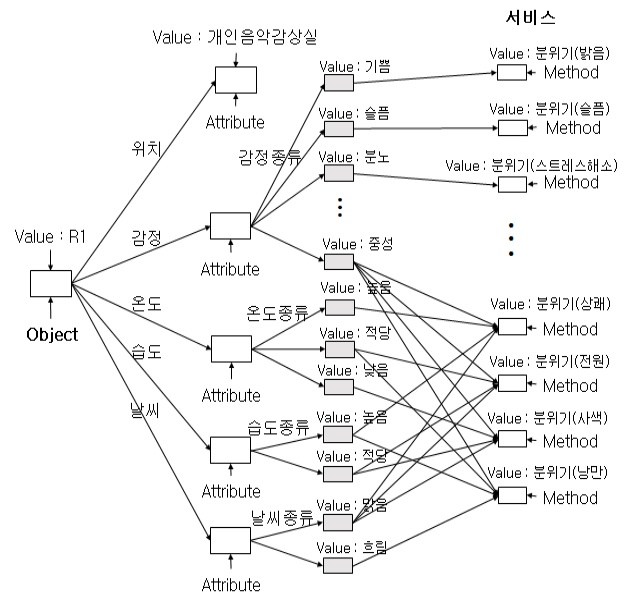 서비스
Value : 개인음악감상실
Attribute
위치
Value : R1
Object
감정
온도
습도
날씨
Attribute
Attribute
Attribute
Attribute
감정종류
온도종류
습도종류
날씨종류
Value : 기쁨
Value : 슬픔
Value : 분노
Value : 중성
Value : 높음
Value : 적당
Value : 낮음
Value : 높음
Value : 적당
Value : 맑음
Value : 흐림
Value : 분위기(밝음)
Method
Value : 분위기(슬픔)
Method
Value : 분위기(스트레스해소)
Method
Value : 분위기(상쾌)
Method
Value : 분위기(전원)
Method
Value : 분위기(사색)
Method
Value : 분위기(낭만)
Method